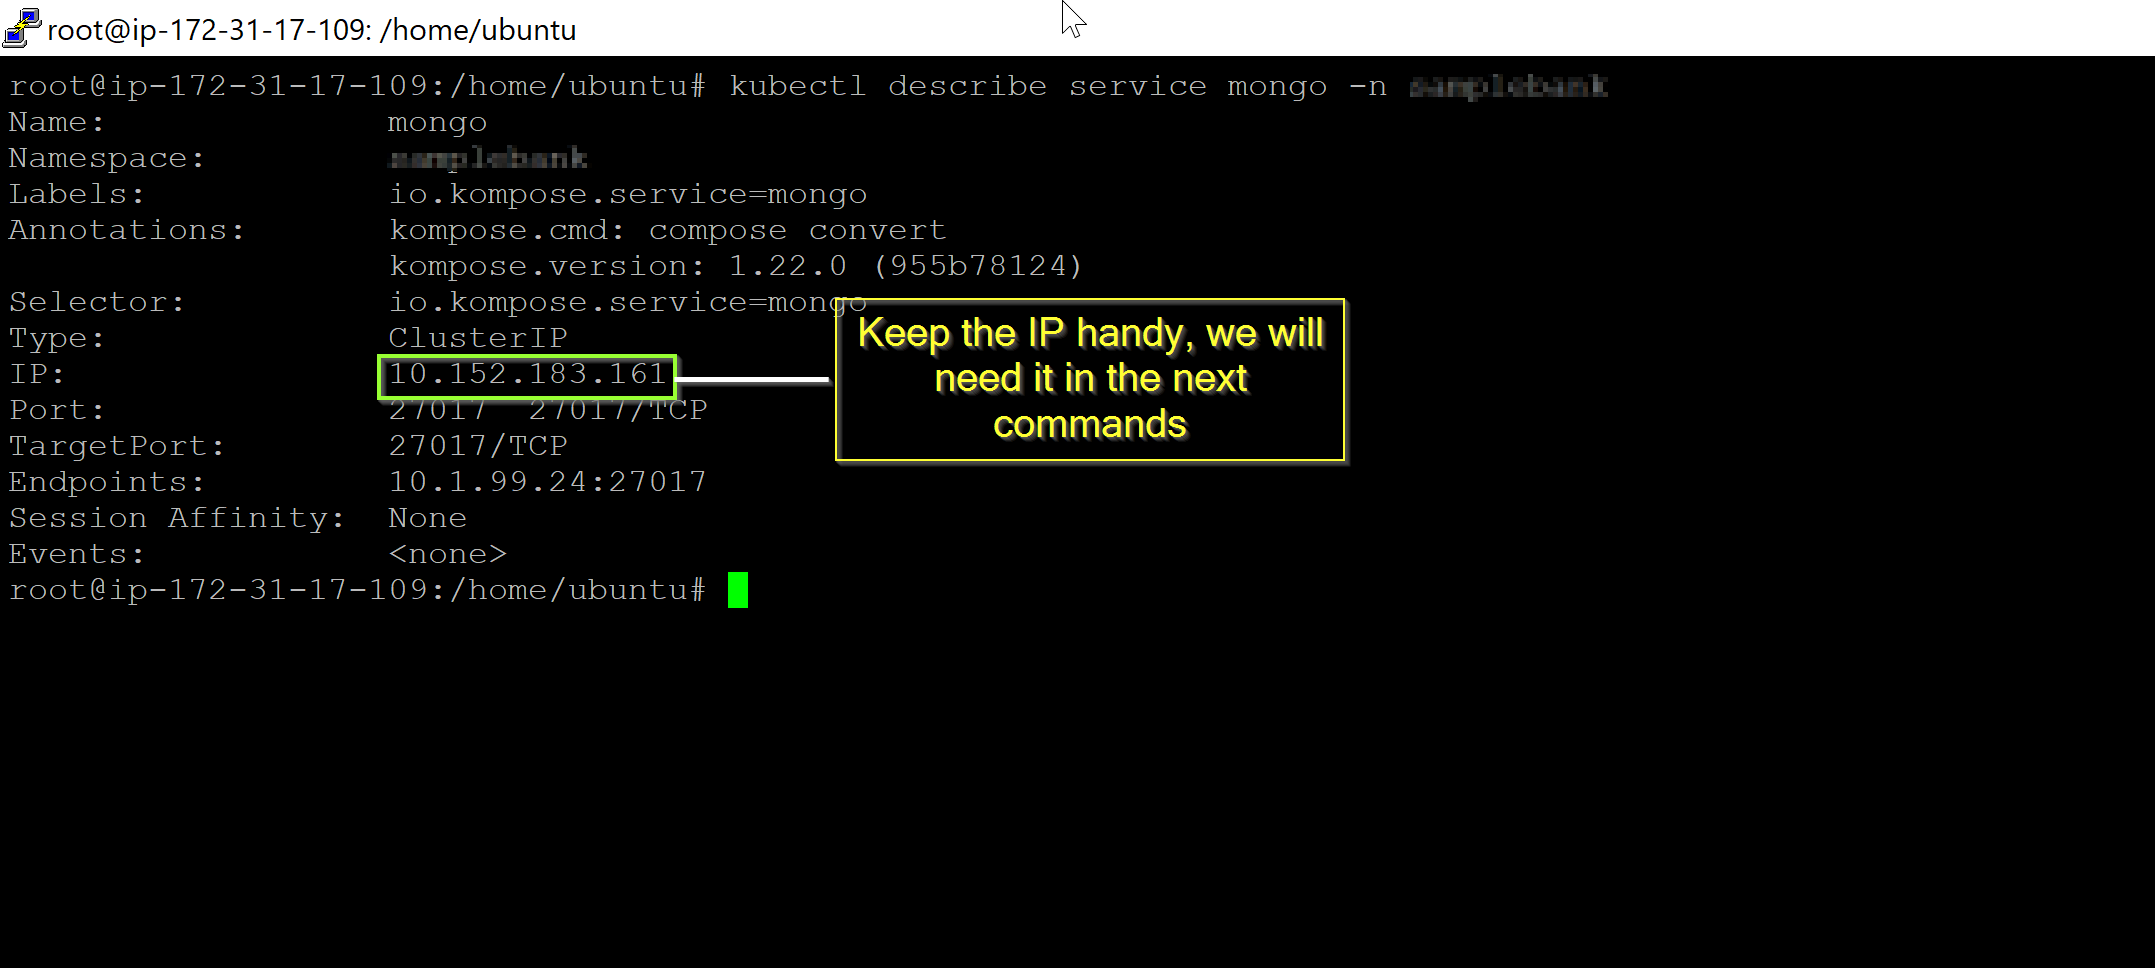 root@ip-172-31-17-109: /home/ubuntu
root@ip-172-31-17-109:/home/ubuntu# kubectl describe service mongo -n
Name: mongo
Namespace:
Labels: io.kompose.service=mongo
Annotations: kompose.cmd: compose convert
kompose.version: 1.22.0 (955b78124)
Selector: io.kompose.service=mongo
Type: ClusterIP
IP: 10.152.183.161
Port: 27017 27017/TCP
TargetPort: 27017/TCP
Endpoints: 10.1.99.24:27017
Session Affinity: None
Events: <none>
root@ip-172-31-17-109:/home/ubuntu#
Keep the IP handy, we will
need it in the next
commands